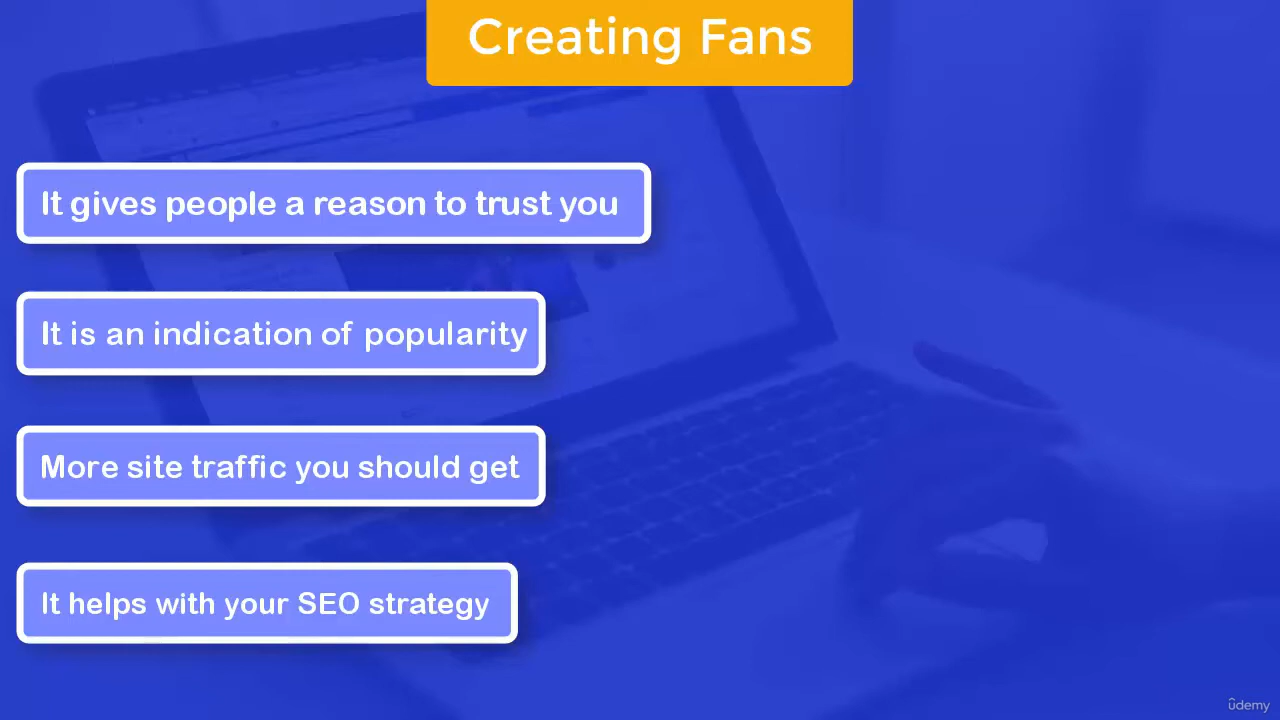 Creating Fans
It gives people a reason to trust you
It is an indication of popularity
More site traffic you should get
It helps with your SEO strategy
udemy